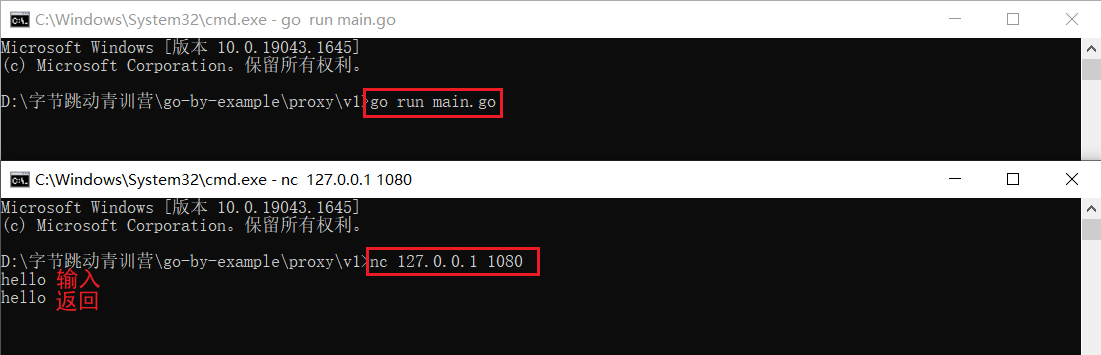 C:\Windows\System32\cmd.exe - go  run main.go
Microsoft Windows [版本 10.0.19043.1645]
(c) Microsoft Corporation。保留所有权利。
D:\字节跳动青训营\go-by-example\proxy\v1>go run main.go
C:\Windows\System32\cmd.exe - nc  127.0.0.1 1080
Microsoft Windows [版本 10.0.19043.1645]
(c) Microsoft Corporation。保留所有权利。
D:\字节跳动青训营\go-by-example\proxy\v1>nc 127.0.0.1 1080
hello 输入
hello 返回